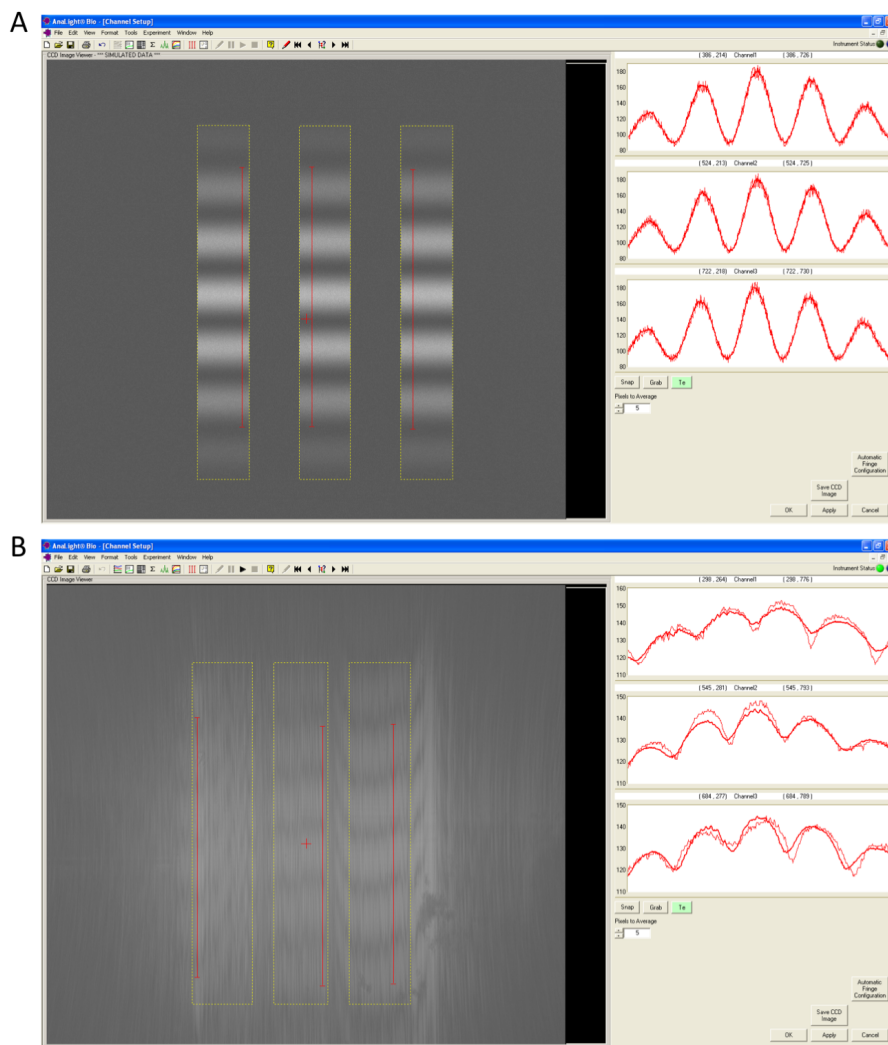 A
AnaLight® Bio - [Channel Setup]
File Edit View Format Tools Experiment Window Help
Instrument Status
CCD Image Viewer - *** SIMULATED DATA ***
( 386 , 214 ) Channel1 ( 386 , 726 )
180
160
140
120
100
80
( 524 , 213 ) Channel2 ( 524 , 725 )
180
160
140
120
100
80
( 722 , 218 ) Channel3 ( 722 , 730 )
180
160
140
120
100
80
Snap Grab Te
Pixels to Average
5
Automatic
Fringe
Configuration
Save CCD
Image
OK Apply Cancel
B
AnaLight® Bio - [Channel Setup]
File Edit View Format Tools Experiment Window Help
Instrument Status
CCD Image Viewer
( 298 , 264 ) Channel1 ( 298 , 776 )
160
150
140
130
120
110
( 545 , 281 ) Channel2 ( 545 , 793 )
150
140
130
120
110
( 684 , 277 ) Channel3 ( 684 , 789 )
150
140
130
120
110
Snap Grab Te
Pixels to Average
5
Automatic
Fringe
Configuration
Save CCD
Image
OK Apply Cancel